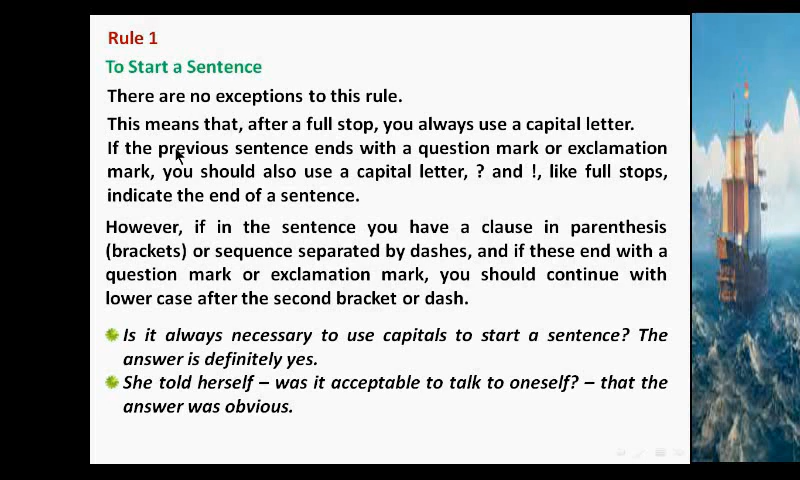 Rule 1
To Start a Sentence
There are no exceptions to this rule.
This means that, after a full stop, you always use a capital letter.
If the previous sentence ends with a question mark or exclamation
mark, you should also use a capital letter, ? and !, like full stops,
indicate the end of a sentence.
However, if in the sentence you have a clause in parenthesis
(brackets) or sequence separated by dashes, and if these end with a
question mark or exclamation mark, you should continue with
lower case after the second bracket or dash.
Is it always necessary to use capitals to start a sentence? The
answer is definitely yes.
She told herself – was it acceptable to talk to oneself? – that the
answer was obvious.